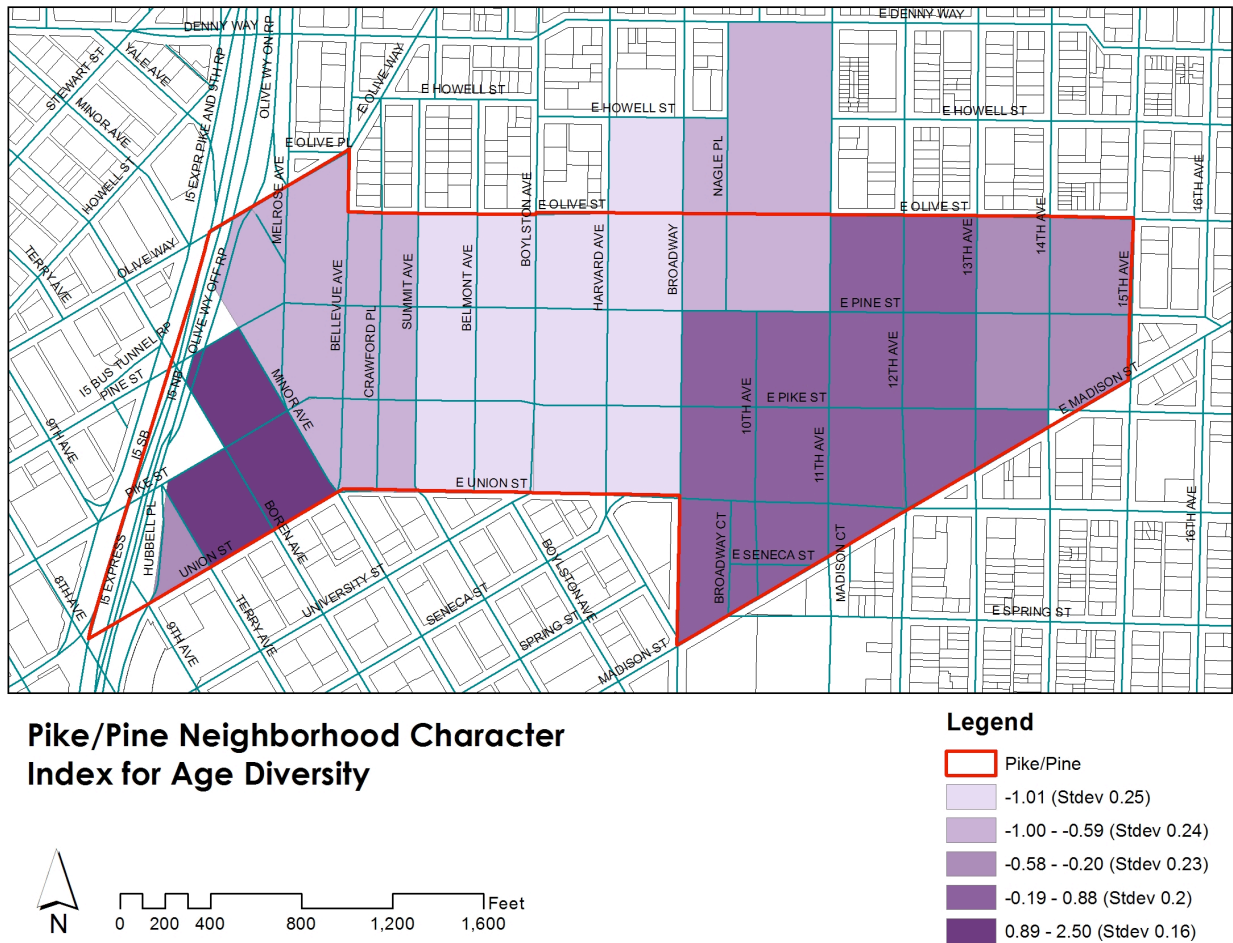 DENNY WAY
E DENNY WAY
STEWART ST
YALE AVE
MINOR AVE
HOWELL ST
I5 EXPR PIKE AND 9TH RP
OLIVE WY ON RP
E OLIVE WAY
E HOWELL ST
E HOWELL ST
E HOWELL ST
E OLIVE PL
MELROSE AVE
NAGLE PL
16TH AVE
BOYLSTON AVE
E OLIVE ST
E OLIVE ST
TERRY AVE
OLIVE WAY
OLIVE WY OFF RP
BELLEVUE AVE
CRAWFORD PL
SUMMIT AVE
BELMONT AVE
HARVARD AVE
BROADWAY
13TH AVE
14TH AVE
15TH AVE
E PINE ST
I5 BUS TUNNEL RP
PINE ST
I5 NB
MINOR AVE
12TH AVE
10TH AVE
E PIKE ST
11TH AVE
E MADISON ST
9TH AVE
I5 SB
PIKE ST
E UNION ST
HUBBELL PL
BOREN AVE
UNION ST
I5 EXPRESS
8TH AVE
9TH AVE
TERRY AVE
UNIVERSITY ST
SENECA ST
SPRING ST
BOYLSTON AVE
MADISON ST
BROADWAY CT
E SENECA ST
MADISON CT
16TH AVE
E SPRING ST
Pike/Pine Neighborhood Character
Index for Age Diversity
N
0 200 400 800 1,200 1,600
Feet
Legend
Pike/Pine
-1.01 (Stdev 0.25)
-1.00 - -0.59 (Stdev 0.24)
-0.58 - -0.20 (Stdev 0.23)
-0.19 - 0.88 (Stdev 0.2)
0.89 - 2.50 (Stdev 0.16)